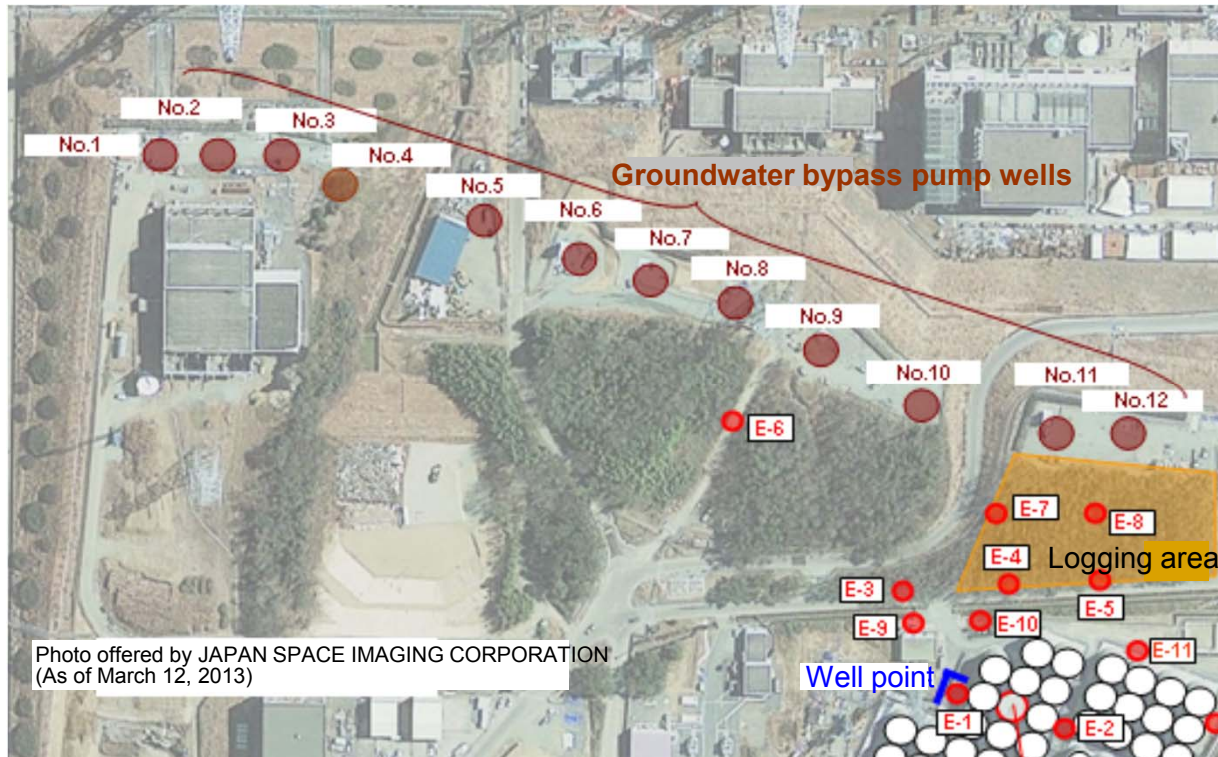 No.2
No.3
No.1
No.4
Groundwater bypass pump wells
No.5
No.6
No.7
No.8
No.9
No.10
No.11
No.12
E-6
E-7
E-8
E-4
Logging area
E-3
E-5
E-9
E-10
E-11
Photo offered by JAPAN SPACE IMAGING CORPORATION
(As of March 12, 2013)
Well point
E-1
E-2